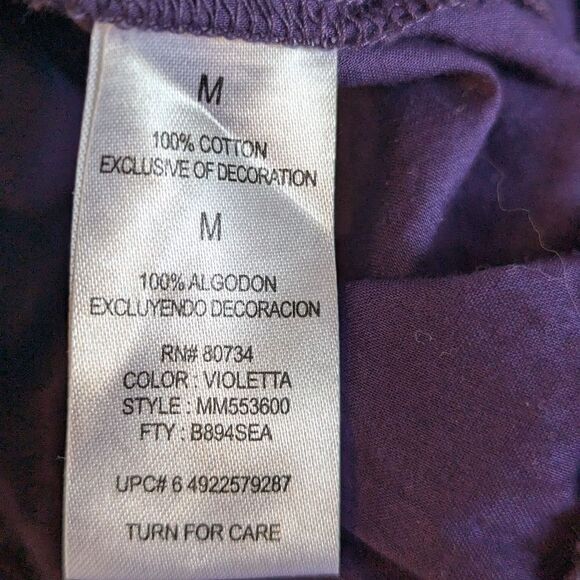 M
100% COTTON
EXCLUSIVE OF DECORATION
M
100% ALGODON
EXCLUYENDO DECORACION
RN# 80734
COLOR : VIOLETTA
STYLE : MM553600
FTY : B894SEA
UPC# 6 4922579287
TURN FOR CARE